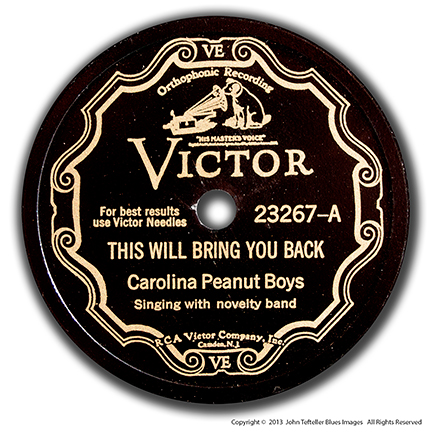 VE
Orthophonic Recording
"HIS MASTER'S VOICE"
VICTOR
For best results
use Victor Needles
23267-A
THIS WILL BRING YOU BACK
Carolina Peanut Boys
Singing with novelty band
RCA Victor Company, Inc.
Camden, N.J.
VE
Copyright © 2013 John Tefteller Blues Images All Rights Reserved